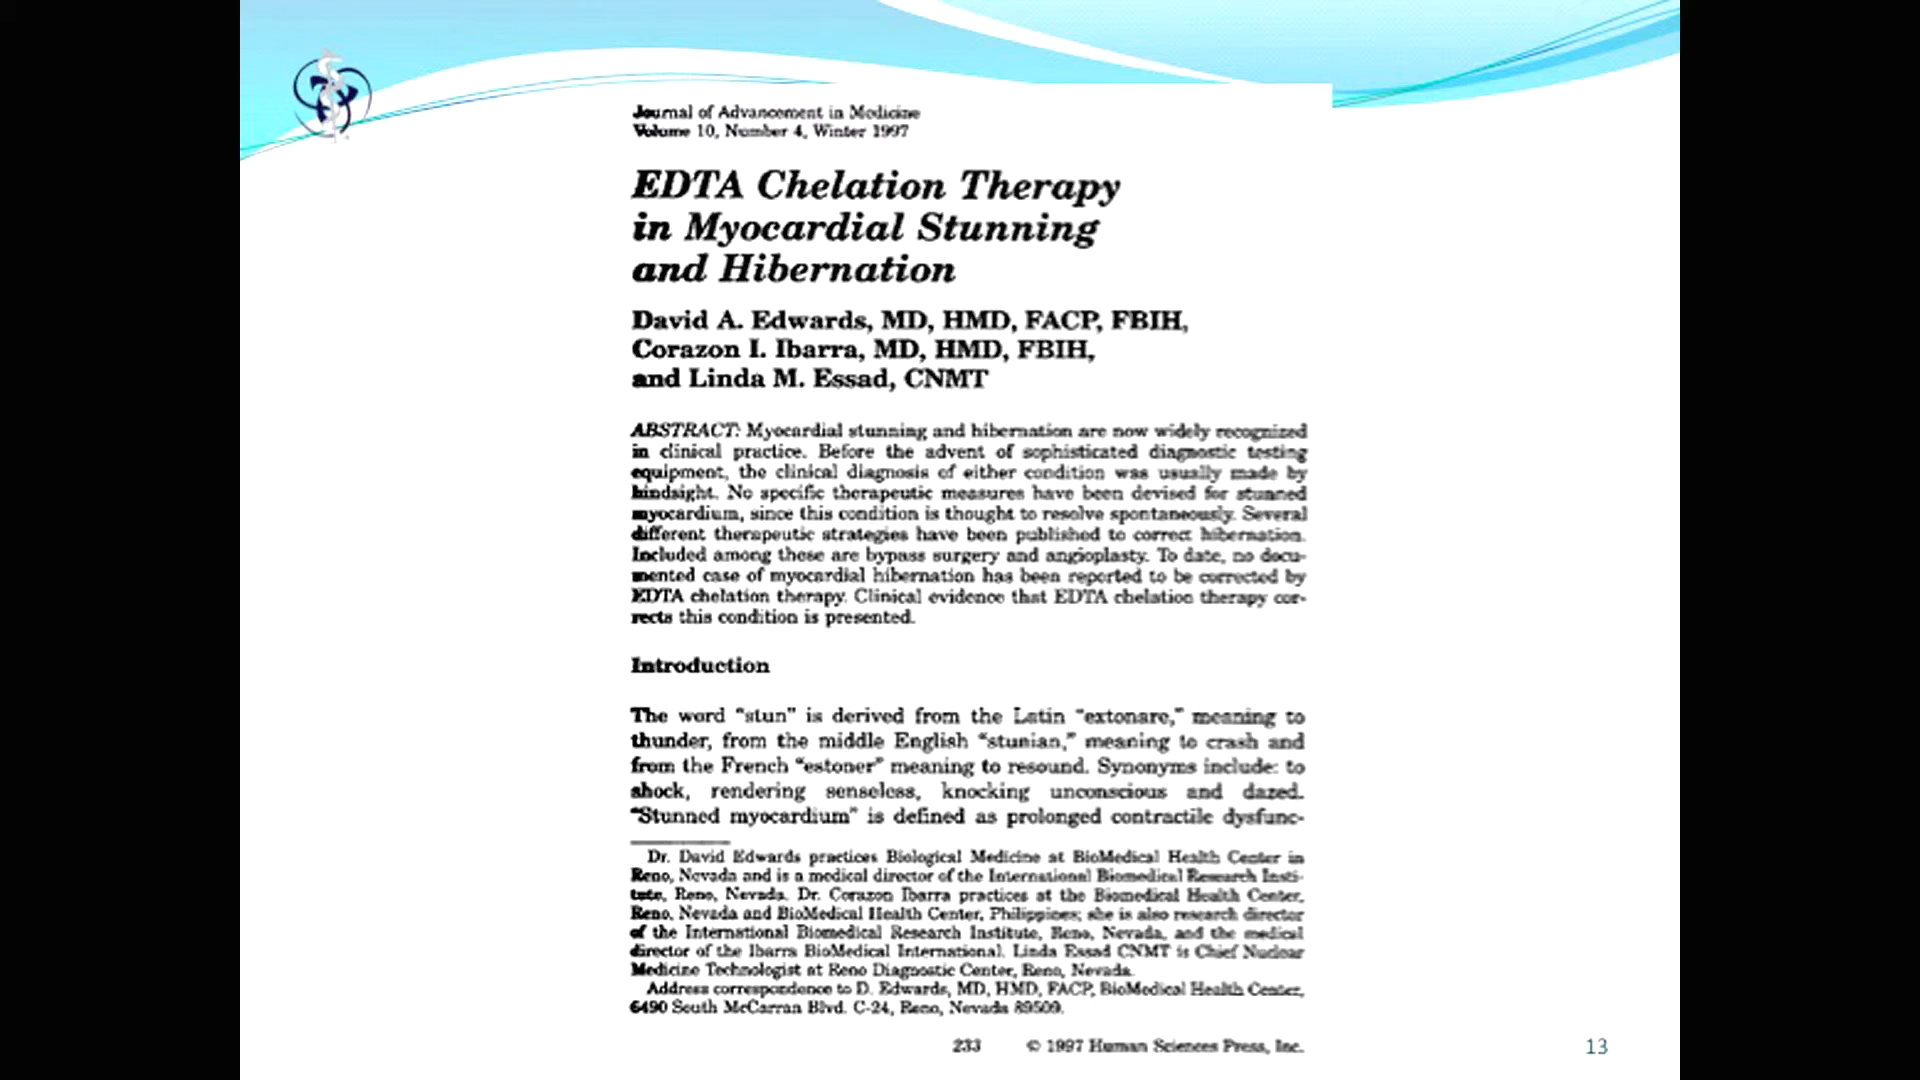 Journal of Advancement in Medicine
Volume 10, Number 4, Winter 1997
EDTA Chelation Therapy
in Myocardial Stunning
and Hibernation
David A. Edwards, MD, HMD, FACP, FBIH,
Corazon I. Ibarra, MD, HMD, FBIH,
and Linda M. Essad, CNMT
ABSTRACT: Myocardial stunning and hibernation are now widely recognized
in clinical practice. Before the advent of sophisticated diagnostic testing
equipment, the clinical diagnosis of either condition was usually made by
hindsight. No specific therapeutic measures have been devised for stunned
myocardium, since this condition is thought to resolve spontaneously. Several
different therapeutic strategies have been published to correct hibernation.
Included among these are bypass surgery and angioplasty. To date, no docu-
mented case of myocardial hibernation has been reported to be corrected by
EDTA chelation therapy. Clinical evidence that EDTA chelation therapy cor-
rects this condition is presented.
Introduction
The word "stun" is derived from the Latin "extonare," meaning to
thunder, from the middle English "stunian," meaning to crash and
from the French "estoner" meaning to resound. Synonyms include: to
shock, rendering senseless, knocking unconscious and dazed.
"Stunned myocardium" is defined as prolonged contractile dysfunc-
Dr. David Edwards practices Biological Medicine at BioMedical Health Center in
Reno, Nevada and is a medical director of the International Biomedical Research Insti-
tute, Reno, Nevada. Dr. Corazon Ibarra practices at the Biomedical Health Center,
Reno, Nevada and BioMedical Health Center, Philippines; she is also research director
of the International Biomedical Research Institute, Reno, Nevada, and the medical
director of the Ibarra BioMedical International. Linda Essad CNMT is Chief Nuclear
Medicine Technologist at Reno Diagnostic Center, Reno, Nevada.
Address correspondence to D. Edwards, MD, HMD, FACP, BioMedical Health Center,
6490 South McCarran Blvd. C-24, Reno, Nevada 89509.
233 © 1997 Human Sciences Press, Inc.
13